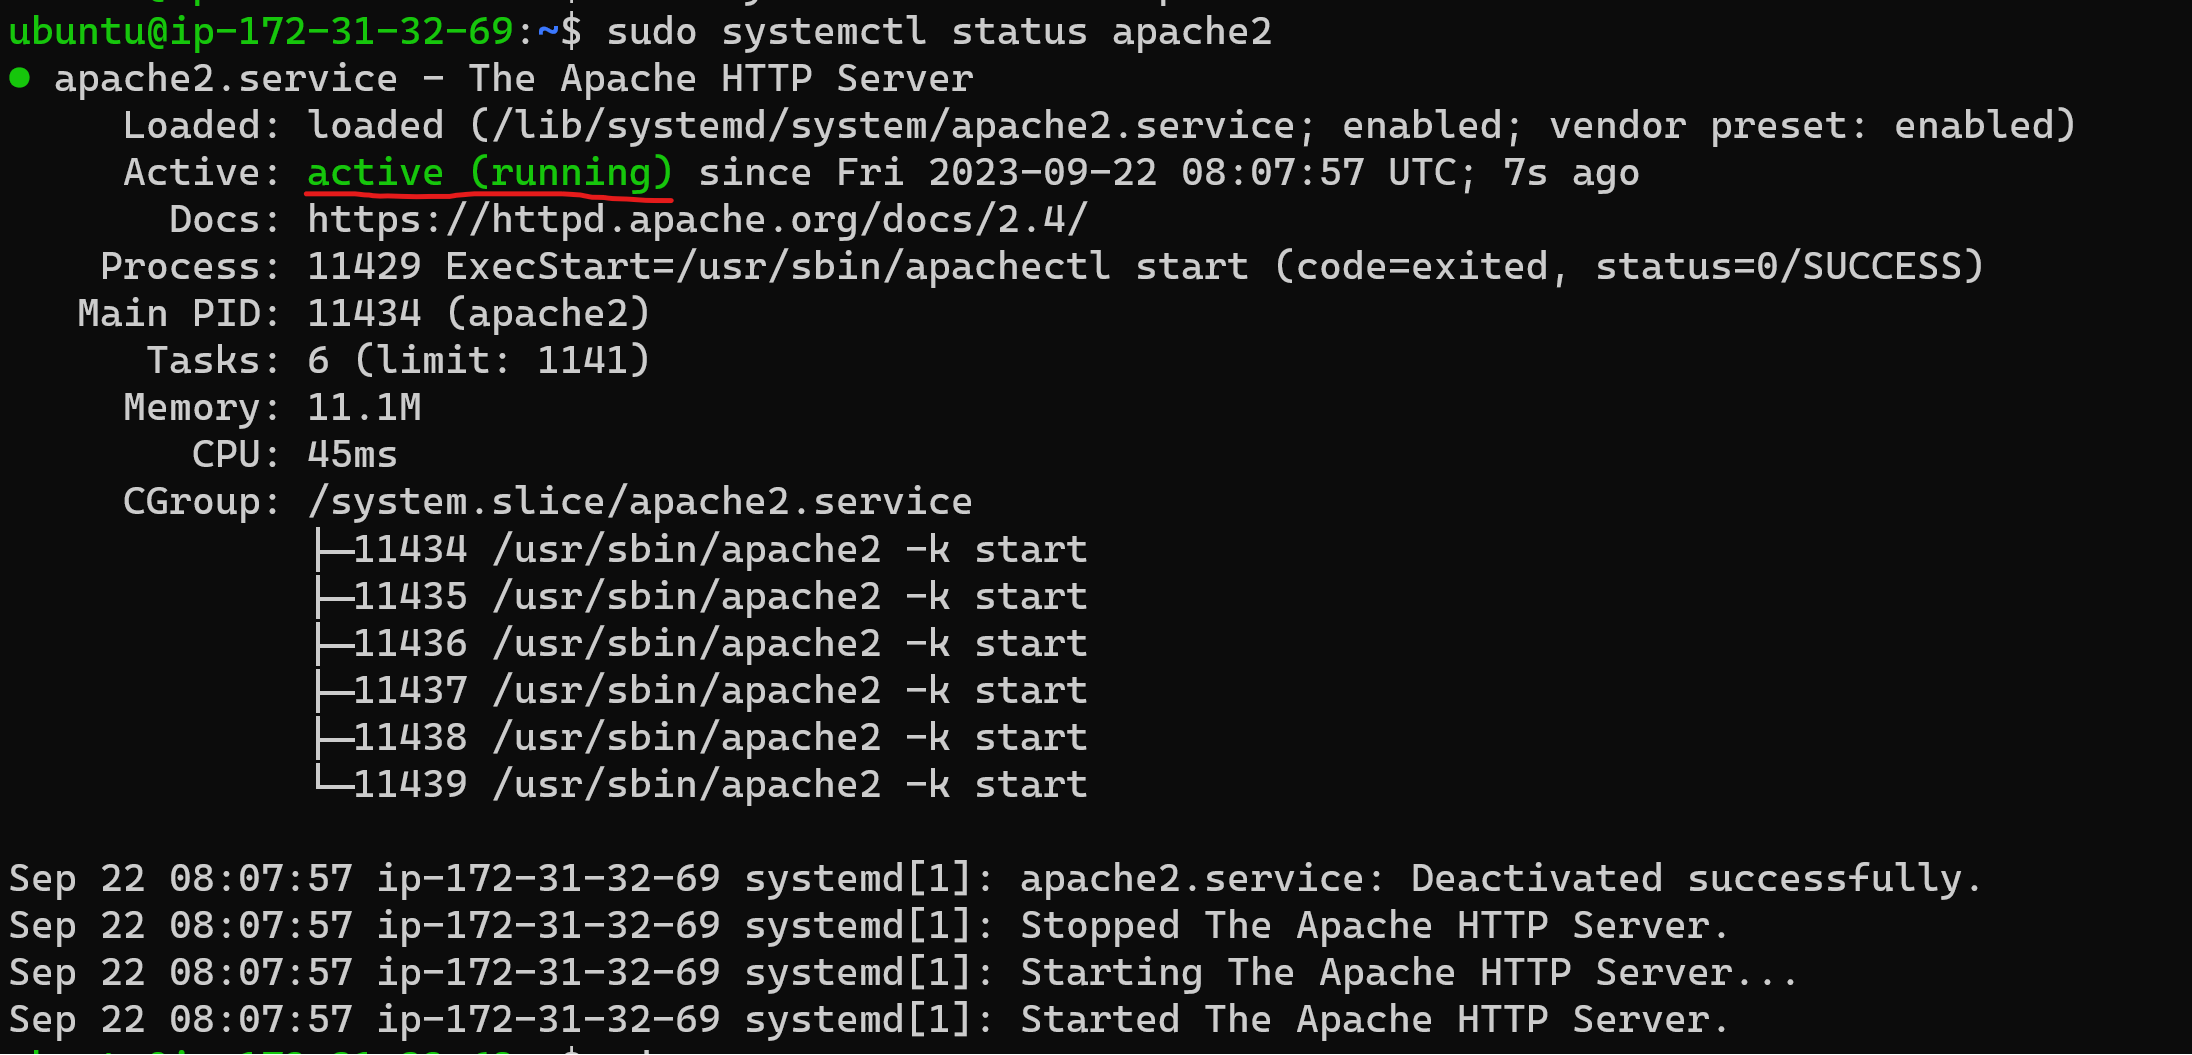 ubuntu@ip-172-31-32-69:~$ sudo systemctl status apache2
● apache2.service - The Apache HTTP Server
     Loaded: loaded (/lib/systemd/system/apache2.service; enabled; vendor preset: enabled)
     Active: active (running) since Fri 2023-09-22 08:07:57 UTC; 7s ago
       Docs: https://httpd.apache.org/docs/2.4/
    Process: 11429 ExecStart=/usr/sbin/apachectl start (code=exited, status=0/SUCCESS)
   Main PID: 11434 (apache2)
      Tasks: 6 (limit: 1141)
     Memory: 11.1M
        CPU: 45ms
     CGroup: /system.slice/apache2.service
             ├─11434 /usr/sbin/apache2 -k start
             ├─11435 /usr/sbin/apache2 -k start
             ├─11436 /usr/sbin/apache2 -k start
             ├─11437 /usr/sbin/apache2 -k start
             ├─11438 /usr/sbin/apache2 -k start
             └─11439 /usr/sbin/apache2 -k start

Sep 22 08:07:57 ip-172-31-32-69 systemd[1]: apache2.service: Deactivated successfully.
Sep 22 08:07:57 ip-172-31-32-69 systemd[1]: Stopped The Apache HTTP Server.
Sep 22 08:07:57 ip-172-31-32-69 systemd[1]: Starting The Apache HTTP Server...
Sep 22 08:07:57 ip-172-31-32-69 systemd[1]: Started The Apache HTTP Server.